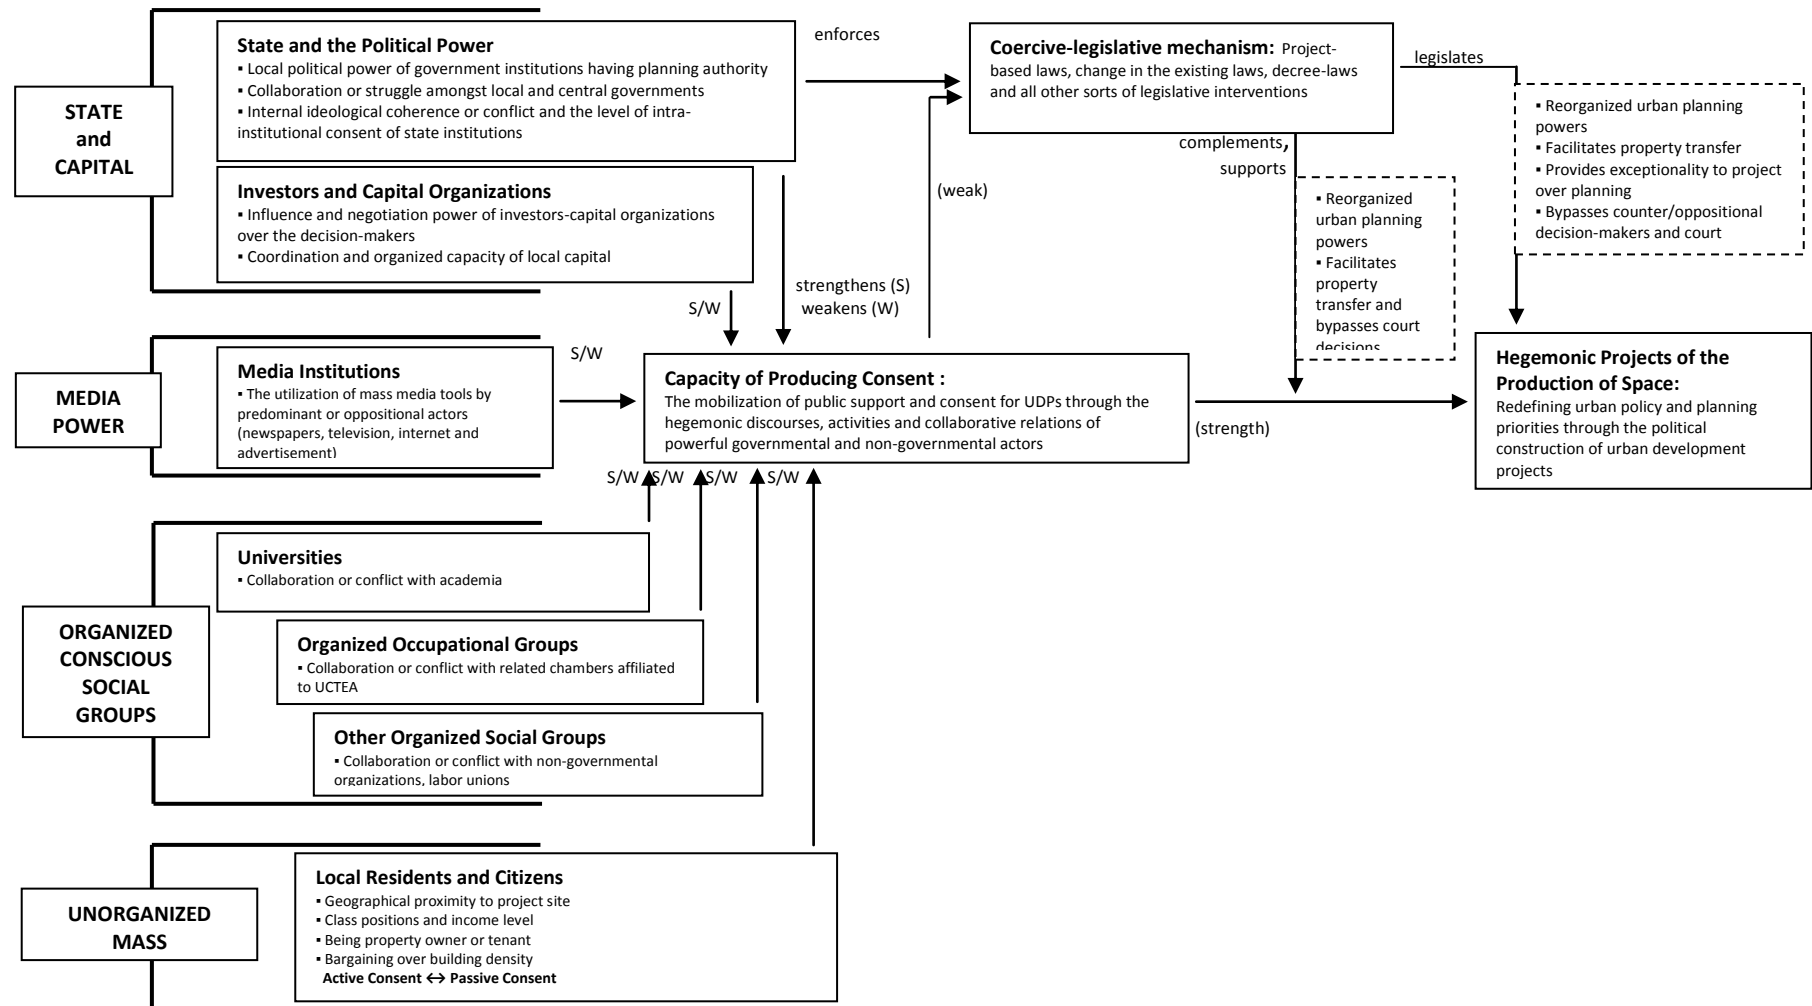 STATE
and
CAPITAL
State and the Political Power
▪ Local political power of government institutions having planning authority
▪ Collaboration or struggle amongst local and central governments
▪ Internal ideological coherence or conflict and the level of intra-
institutional consent of state institutions
Investors and Capital Organizations
▪ Influence and negotiation power of investors-capital organizations
over the decision-makers
▪ Coordination and organized capacity of local capital
enforces
Coercive-legislative mechanism: Project-
based laws, change in the existing laws, decree-laws
and all other sorts of legislative interventions
legislates
▪ Reorganized urban planning
powers
▪ Facilitates property transfer
▪ Provides exceptionality to project
over planning
▪ Bypasses counter/oppositional
decision-makers and court
complements,
supports
▪ Reorganized
urban planning
powers
▪ Facilitates
property
transfer and
bypasses court
decisions
(weak)
strengthens (S)
weakens (W)
S/W
MEDIA
POWER
Media Institutions
▪ The utilization of mass media tools by
predominant or oppositional actors
(newspapers, television, internet and
advertisement)
S/W
Capacity of Producing Consent :
The mobilization of public support and consent for UDPs through the
hegemonic discourses, activities and collaborative relations of
powerful governmental and non-governmental actors
(strength)
Hegemonic Projects of the
Production of Space:
Redefining urban policy and planning
priorities through the political
construction of urban development
projects
S/W S/W S/W S/W
ORGANIZED
CONSCIOUS
SOCIAL
GROUPS
Universities
▪ Collaboration or conflict with academia
Organized Occupational Groups
▪ Collaboration or conflict with related chambers affiliated
to UCTEA
Other Organized Social Groups
▪ Collaboration or conflict with non-governmental
organizations, labor unions
UNORGANIZED
MASS
Local Residents and Citizens
▪ Geographical proximity to project site
▪ Class positions and income level
▪ Being property owner or tenant
▪ Bargaining over building density
Active Consent ↔ Passive Consent